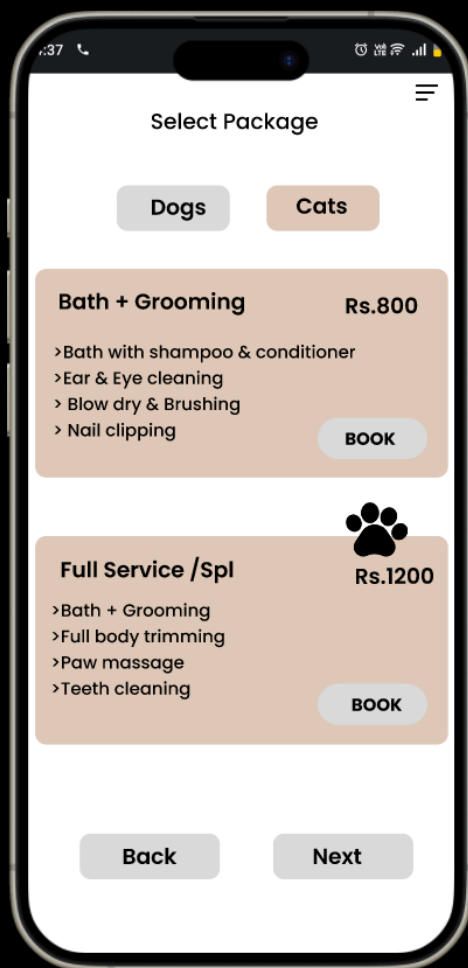 :37
Select Package
Dogs
Cats
Bath + Grooming
Rs.800
>Bath with shampoo & conditioner
>Ear & Eye cleaning
> Blow dry & Brushing
> Nail clipping
BOOK
Full Service /Spl
Rs.1200
>Bath + Grooming
>Full body trimming
>Paw massage
>Teeth cleaning
BOOK
Back
Next